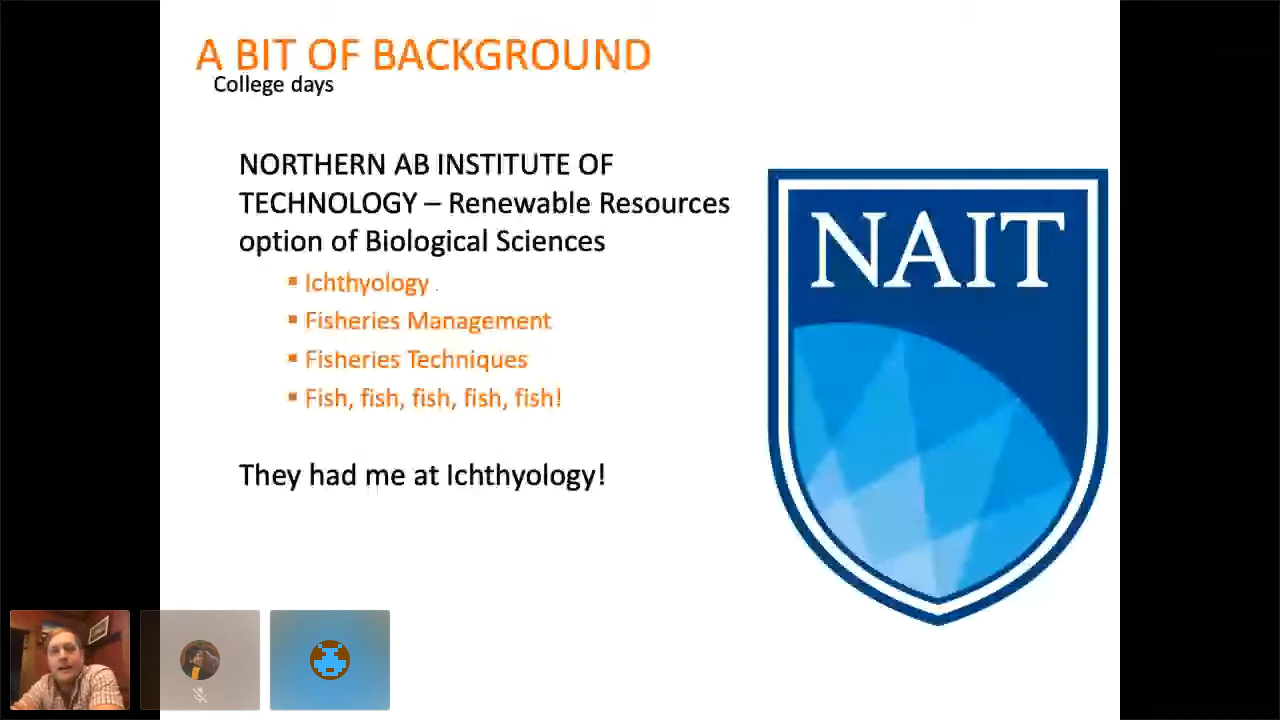 A BIT OF BACKGROUND
College days
NORTHERN AB INSTITUTE OF
TECHNOLOGY – Renewable Resources
option of Biological Sciences
▪ Ichthyology
▪ Fisheries Management
▪ Fisheries Techniques
▪ Fish, fish, fish, fish, fish!
They had me at Ichthyology!
NAIT